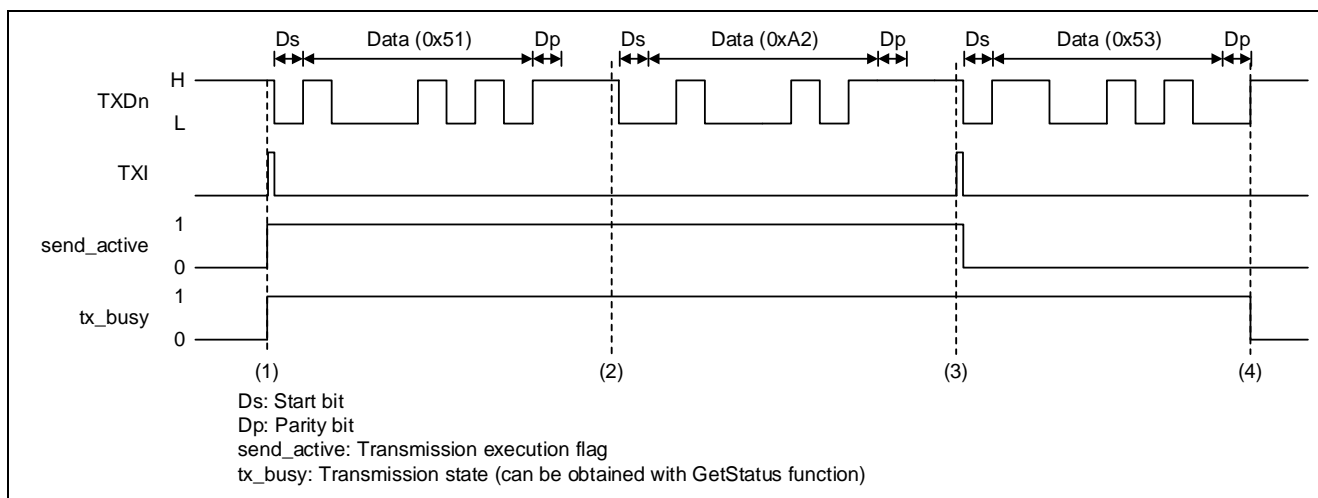 Ds Data (0x51) Dp Ds Data (0xA2) Dp Ds Data (0x53) Dp
H
TXDn
L
TXI
1
send_active
0
1
tx_busy
0
(1) (2) (3) (4)
Ds: Start bit
Dp: Parity bit
send_active: Transmission execution flag
tx_busy: Transmission state (can be obtained with GetStatus function)